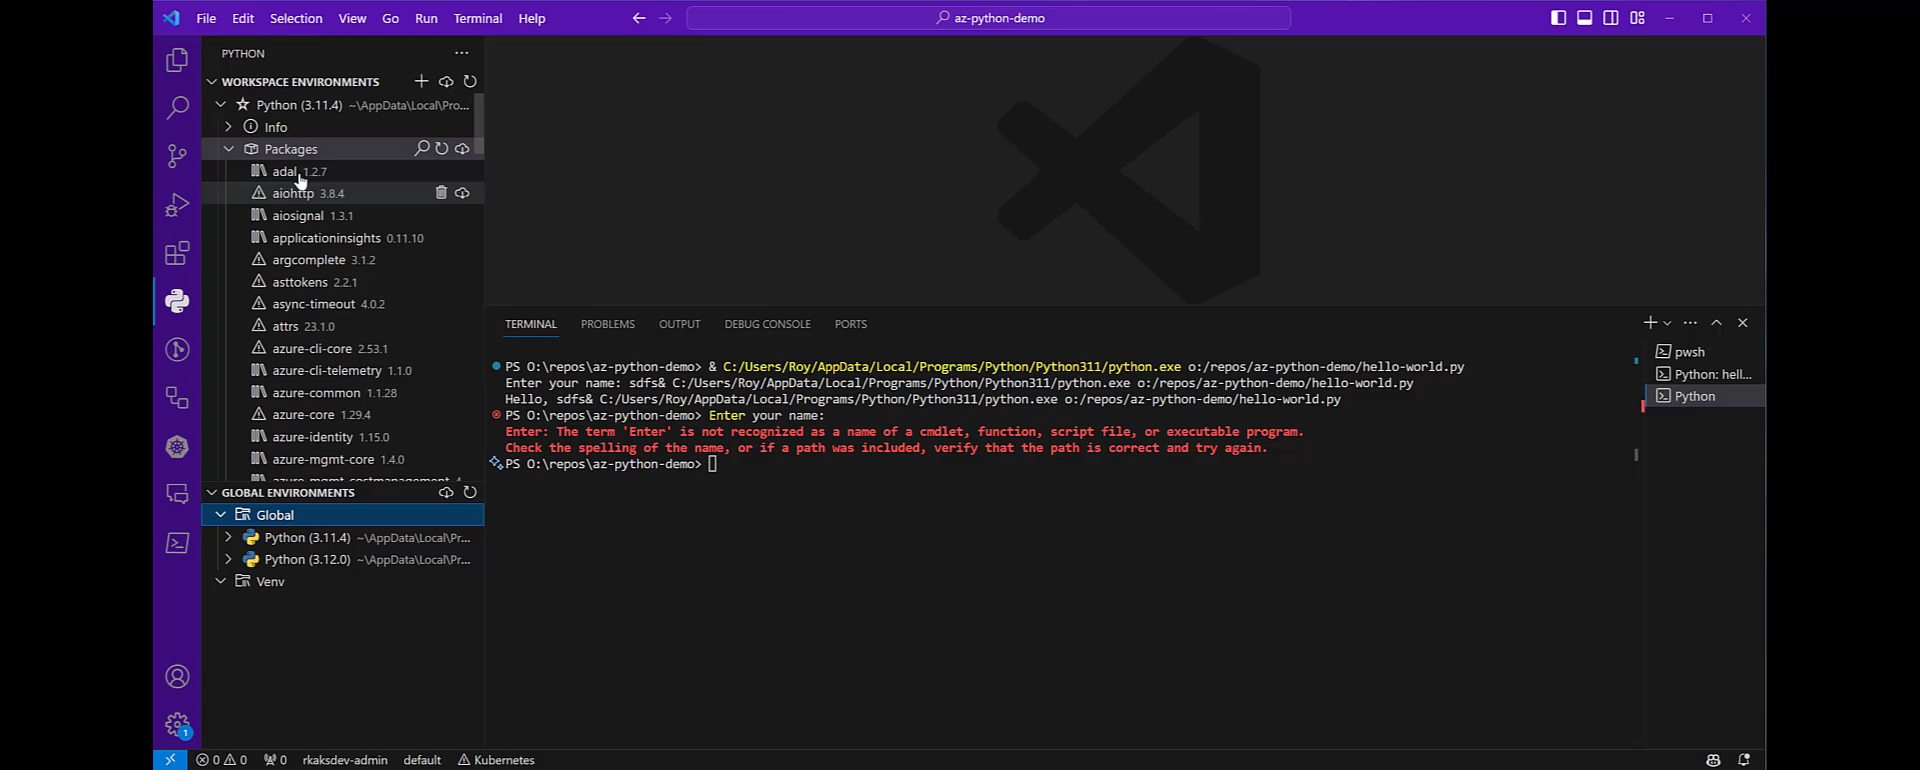 File Edit Selection View Go Run Terminal Help
az-python-demo
PYTHON
WORKSPACE ENVIRONMENTS
Python (3.11.4) ~\AppData\Local\Pro...
Info
Packages
adal 1.2.7
aiohttp 3.8.4
aiosignal 1.3.1
applicationinsights 0.11.10
argcomplete 3.1.2
asttokens 2.2.1
async-timeout 4.0.2
attrs 23.1.0
azure-cli-core 2.53.1
azure-cli-telemetry 1.1.0
azure-common 1.1.28
azure-core 1.29.4
azure-identity 1.15.0
azure-mgmt-core 1.4.0
azure-mgmt-costmanagement 4
GLOBAL ENVIRONMENTS
Global
Python (3.11.4) ~\AppData\Local\Pr...
Python (3.12.0) ~\AppData\Local\Pr...
Venv
TERMINAL PROBLEMS OUTPUT DEBUG CONSOLE PORTS
PS O:\repos\az-python-demo> & C:/Users/Roy/AppData/Local/Programs/Python/Python311/python.exe o:/repos/az-python-demo/hello-world.py
Enter your name: sdfs& C:/Users/Roy/AppData/Local/Programs/Python/Python311/python.exe o:/repos/az-python-demo/hello-world.py
Hello, sdfs& C:/Users/Roy/AppData/Local/Programs/Python/Python311/python.exe o:/repos/az-python-demo/hello-world.py
PS O:\repos\az-python-demo> Enter your name:
Enter: The term 'Enter' is not recognized as a name of a cmdlet, function, script file, or executable program.
Check the spelling of the name, or if a path was included, verify that the path is correct and try again.
PS O:\repos\az-python-demo>
pwsh
Python: hell...
Python
1
0 0 0 rkaksdev-admin default Kubernetes